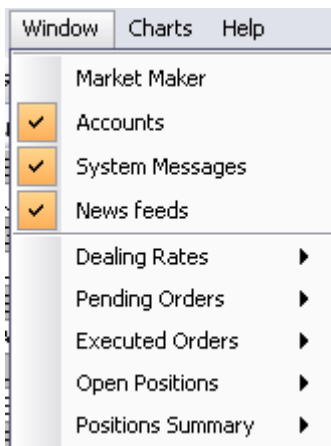 Window Charts Help
Market Maker
Accounts
System Messages
News feeds
Dealing Rates
Pending Orders
Executed Orders
Open Positions
Positions Summary